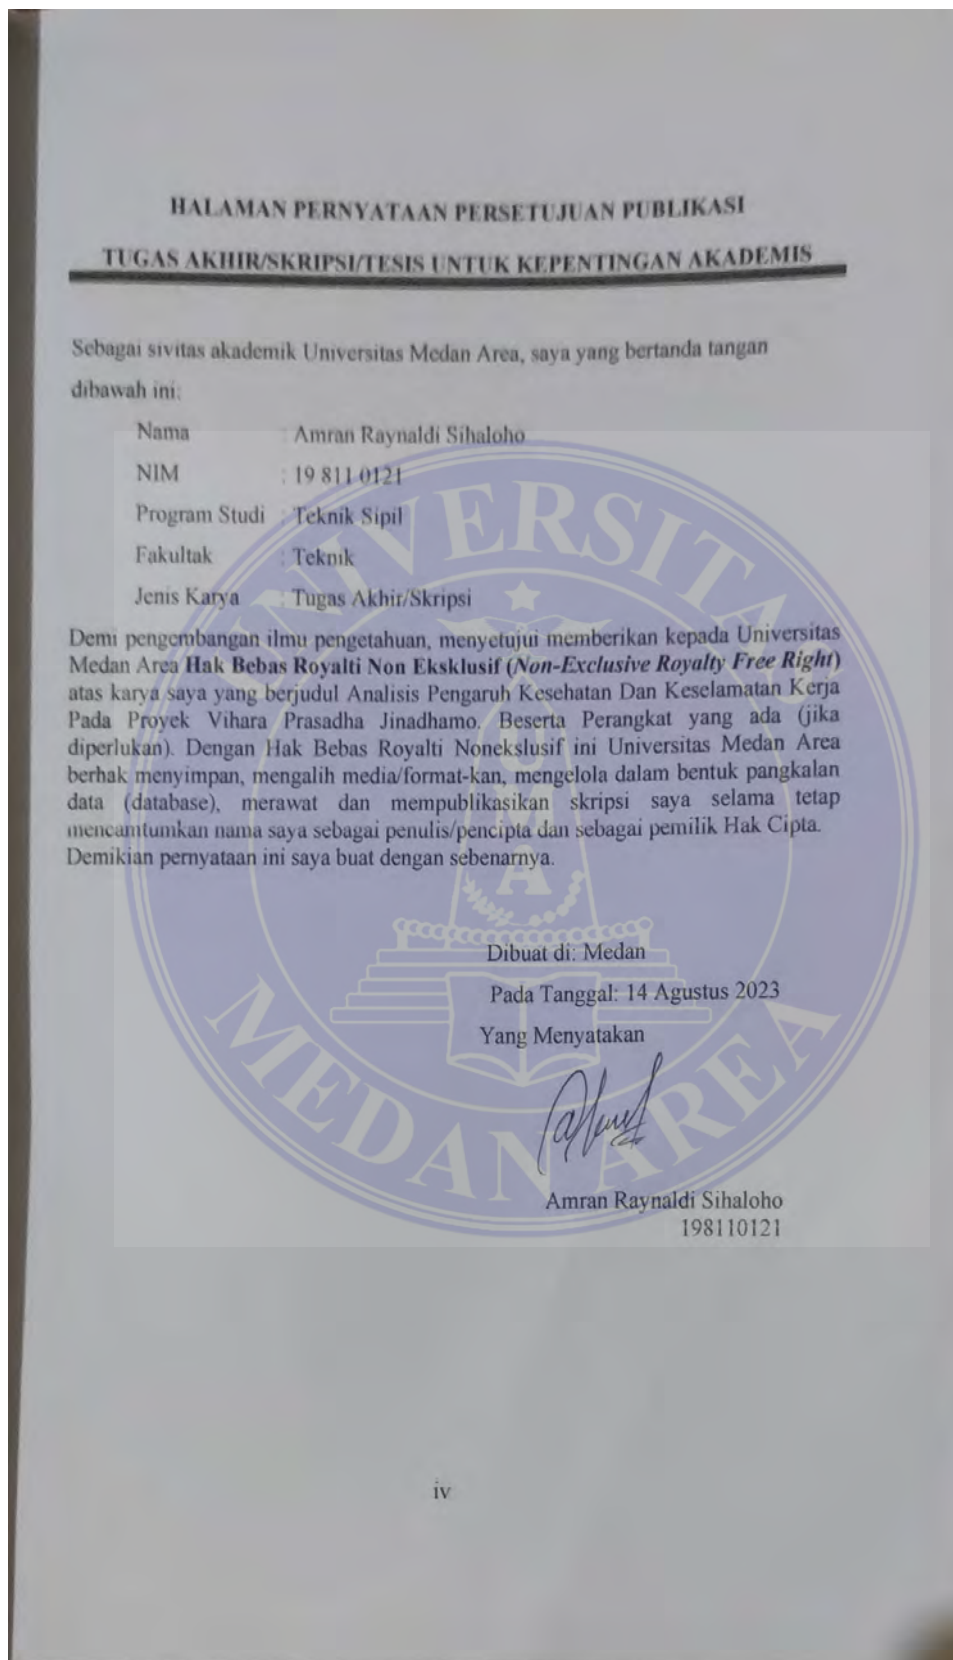 HALAMAN PERNYATAAN PERSETUJUAN PUBLIKASI
TUGAS AKHIR/SKRIPSI/TESIS UNTUK KEPENTINGAN AKADEMIS
Sebagai sivitas akademik Universitas Medan Area, saya yang bertanda tangan
dibawah ini:
Nama : Amran Raynaldi Sihaloho
NIM : 19 811 0121
Program Studi : Teknik Sipil
Fakultak : Teknik
Jenis Karya : Tugas Akhir/Skripsi
Demi pengembangan ilmu pengetahuan, menyetujui memberikan kepada Universitas
Medan Area Hak Bebas Royalti Non Eksklusif (Non-Exclusive Royalty Free Right)
atas karya saya yang berjudul Analisis Pengaruh Kesehatan Dan Keselamatan Kerja
Pada Proyek Vihara Prasadha Jinadhamo. Beserta Perangkat yang ada (jika
diperlukan). Dengan Hak Bebas Royalti Nonekslusif ini Universitas Medan Area
berhak menyimpan, mengalih media/format-kan, mengelola dalam bentuk pangkalan
data (database), merawat dan mempublikasikan skripsi saya selama tetap
mencamtumkan nama saya sebagai penulis/pencipta dan sebagai pemilik Hak Cipta.
Demikian pernyataan ini saya buat dengan sebenarnya.
Dibuat di: Medan
Pada Tanggal: 14 Agustus 2023
Yang Menyatakan
Amran Raynaldi Sihaloho
198110121
iv
UNIVERSITAS
UMA
MEDAN AREA